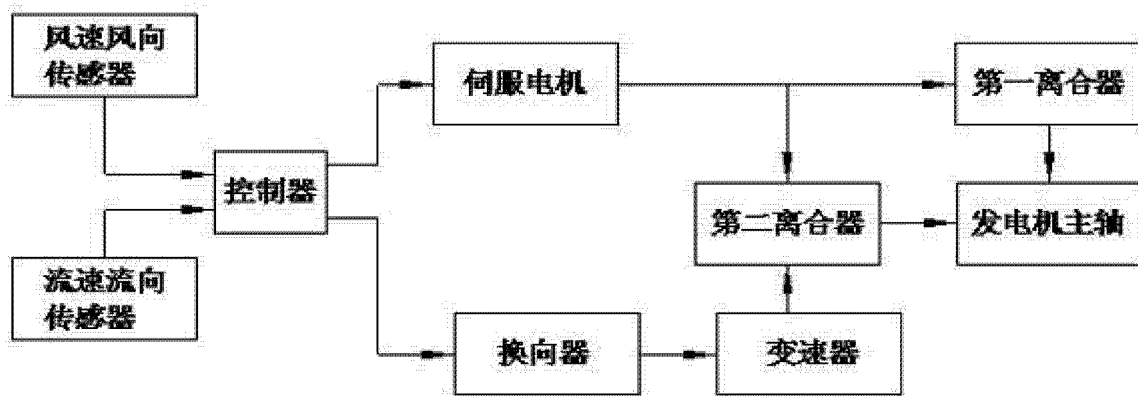 风速风向
传感器
伺服电机
第一离合器
控制器
第二离合器
发电机主轴
流速流向
传感器
换向器
变速器